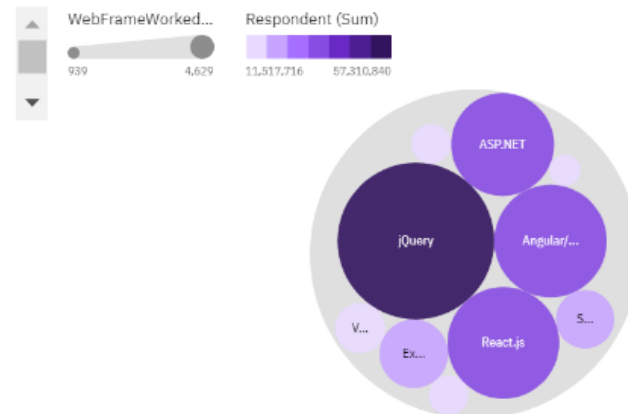 WebFrameWorked...
Respondent (Sum)
939
4,629
11,517,716
57,310,840
ASP.NET
jQuery
Angular/...
V...
Ex...
React.js
S...